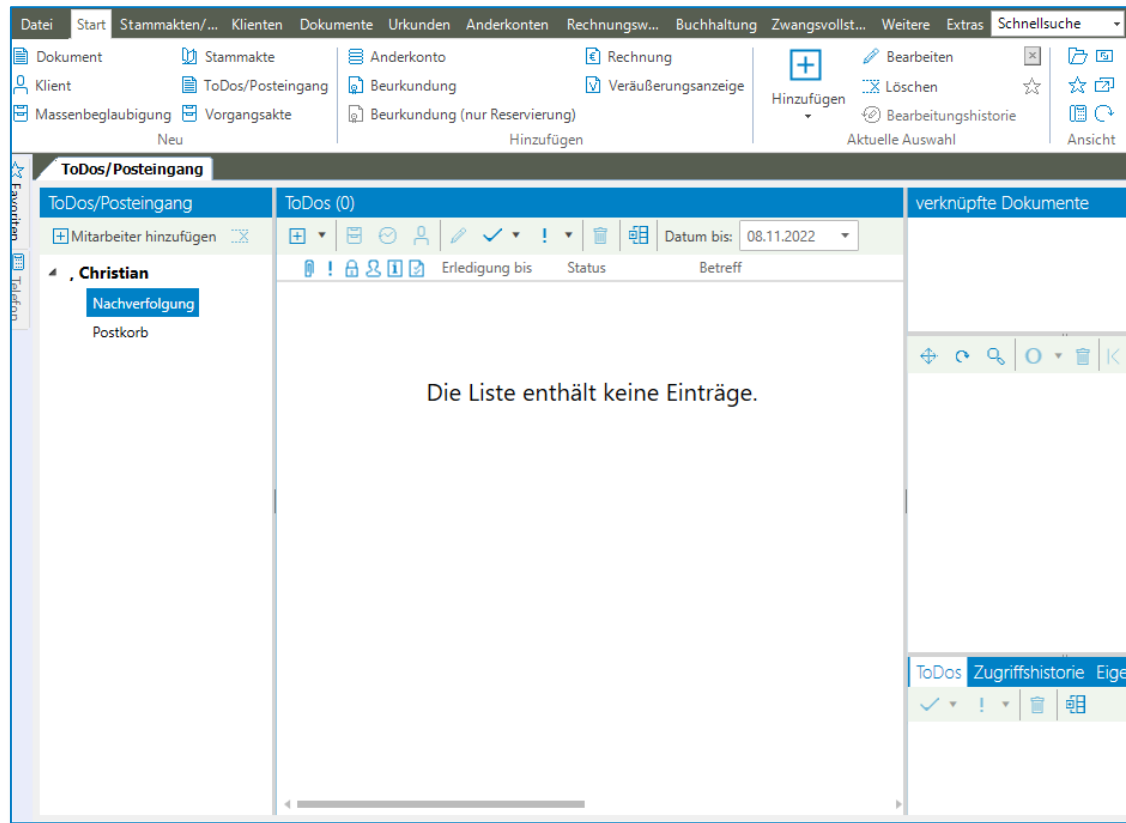 Datei Start Stammakten/... Klienten Dokumente Urkunden Anderkonten Rechnungsw... Buchhaltung Zwangsvollst... Weitere Extras Schnellsuche
Dokument Stammakte Anderkonto Rechnung Bearbeiten
Klient ToDos/Posteingang Beurkundung Veräußerungsanzeige Hinzufügen Löschen
Massenbeglaubigung Vorgangsakte Beurkundung (nur Reservierung) Bearbeitungshistorie
Neu Hinzufügen Aktuelle Auswahl Ansicht
Favoriten
Telefon
ToDos/Posteingang
ToDos/Posteingang ToDos (0) verknüpfte Dokumente
Mitarbeiter hinzufügen Datum bis: 08.11.2022
Erledigung bis Status Betreff
, Christian
Nachverfolgung
Postkorb
Die Liste enthält keine Einträge.
ToDos Zugriffshistorie Eige